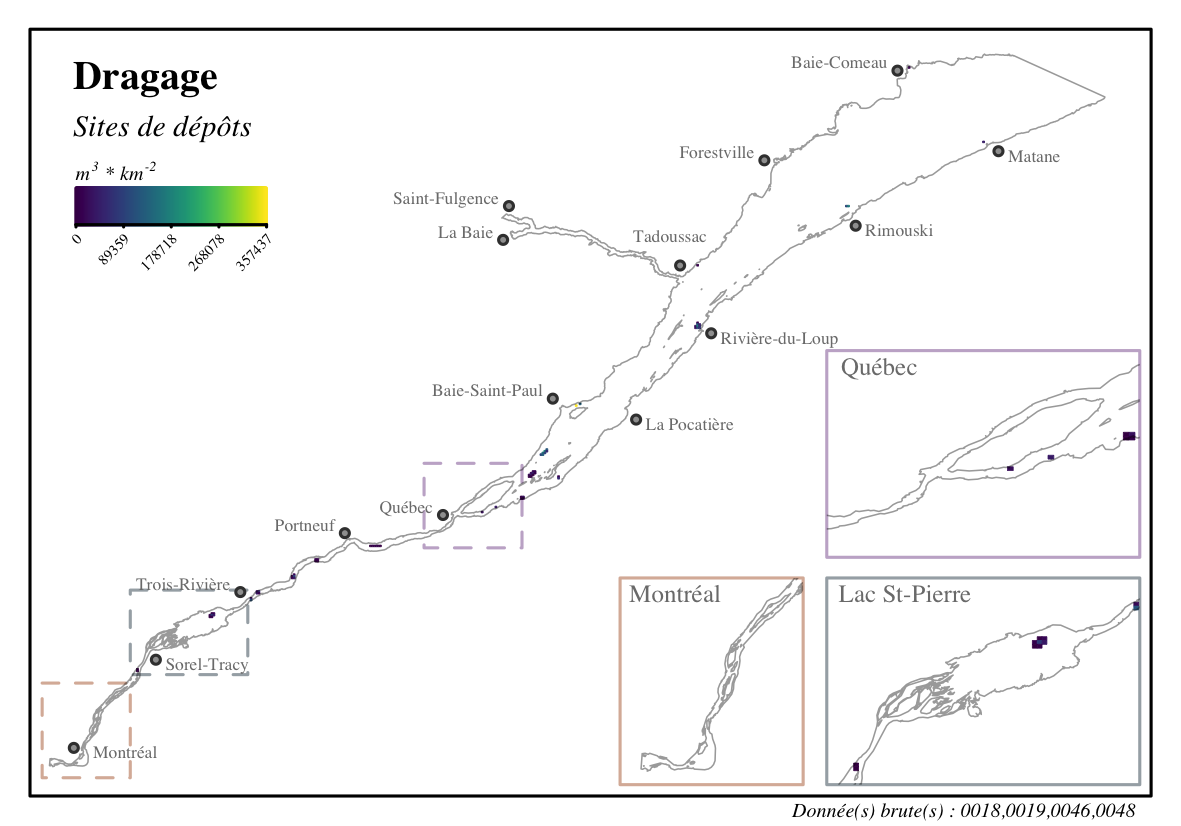 Dragage
Sites de dépôts
m³ * km⁻²
0
89359
178718
268078
357437
Baie-Comeau
Forestville
Matane
Saint-Fulgence
La Baie
Tadoussac
Rimouski
Rivière-du-Loup
Baie-Saint-Paul
La Pocatière
Québec
Portneuf
Trois-Rivière
Sorel-Tracy
Montréal
Québec
Montréal
Lac St-Pierre
Donnée(s) brute(s) : 0018,0019,0046,0048